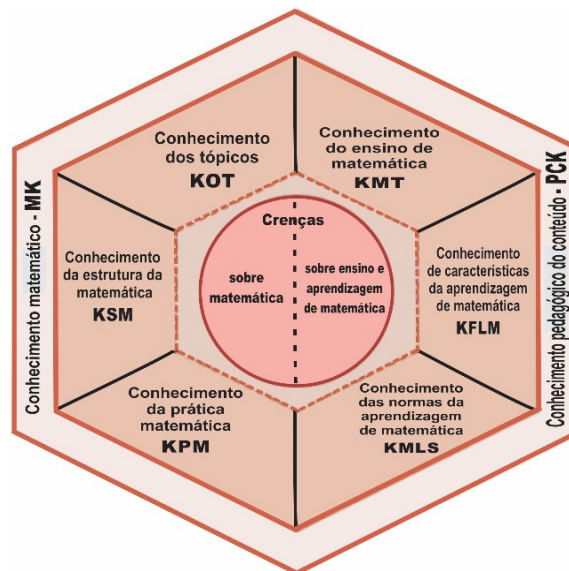 Conhecimento matemático - MK
Conhecimento
dos tópicos
KOT
Conhecimento
do ensino de
matemática
KMT
Conhecimento pedagógico do conteúdo - PCK
Crenças
sobre
matemática
sobre ensino e
aprendizagem
de matemática
Conhecimento
da estrutura da
matemática
KSM
Conhecimento
de características
da aprendizagem
de matemática
KFLM
Conhecimento
da prática
matemática
KPM
Conhecimento
das normas da
aprendizagem
de matemática
KMLS